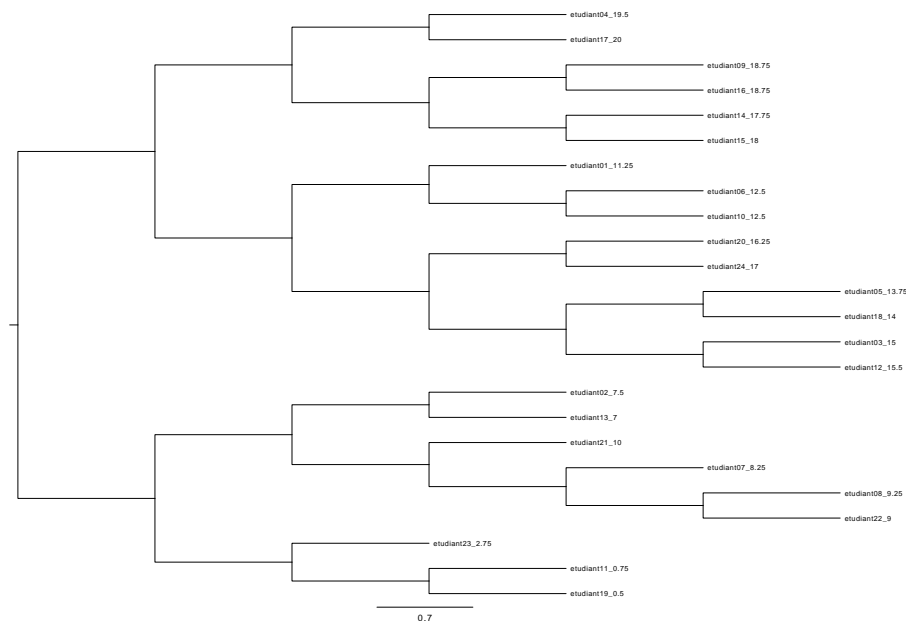 etudiant04_19.5
etudiant17_20
etudiant09_18.75
etudiant16_18.75
etudiant14_17.75
etudiant15_18
etudiant01_11.25
etudiant06_12.5
etudiant10_12.5
etudiant20_16.25
etudiant24_17
etudiant05_13.75
etudiant18_14
etudiant03_15
etudiant12_15.5
etudiant02_7.5
etudiant13_7
etudiant21_10
etudiant07_8.25
etudiant08_9.25
etudiant22_9
etudiant23_2.75
etudiant11_0.75
etudiant19_0.5
0.7